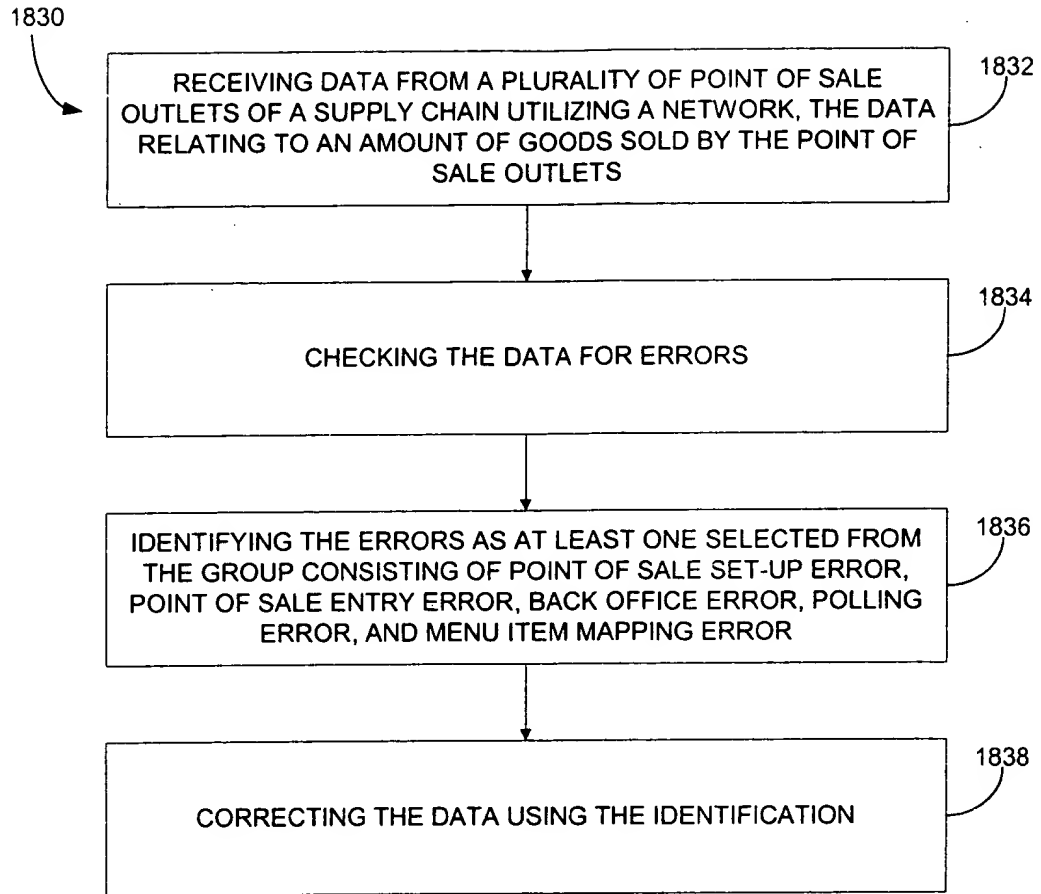 1830
RECEIVING DATA FROM A PLURALITY OF POINT OF SALE
OUTLETS OF A SUPPLY CHAIN UTILIZING A NETWORK, THE DATA
RELATING TO AN AMOUNT OF GOODS SOLD BY THE POINT OF
SALE OUTLETS
1832
CHECKING THE DATA FOR ERRORS
1834
IDENTIFYING THE ERRORS AS AT LEAST ONE SELECTED FROM
THE GROUP CONSISTING OF POINT OF SALE SET-UP ERROR,
POINT OF SALE ENTRY ERROR, BACK OFFICE ERROR, POLLING
ERROR, AND MENU ITEM MAPPING ERROR
1836
CORRECTING THE DATA USING THE IDENTIFICATION
1838